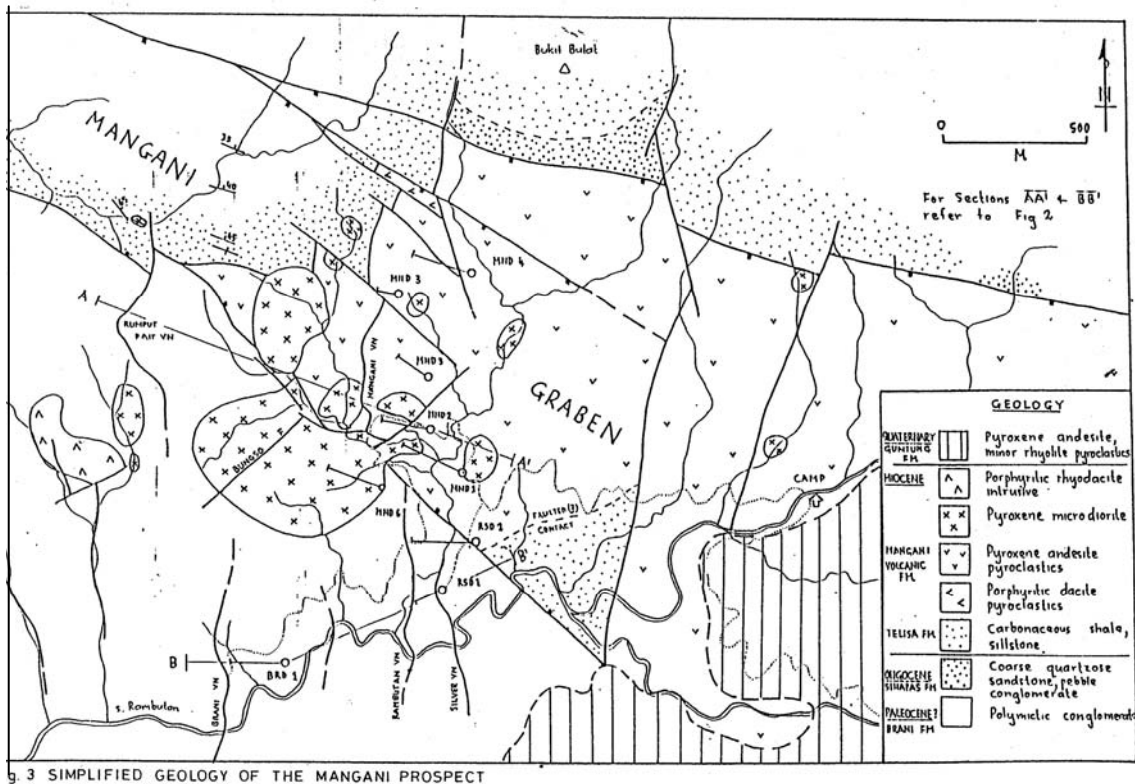 Bukit Bulat
N
O 500
M
For Sections AA' & BB'
refer to Fig 2
MANGANI
GRABEN
33
40
45
A
RUMPUT
PAIT VN
MANGANI VN
MHD 4
MHD 3
MHD 3
MHD 2
MHD 1
MHD 6
BUNGSO
A'
FAULTED (?)
CONTACT
CAMP
RSD 2
B'
RSD 1
B
BRD 1
S. Rambutan
BRANI VN
RAMBUTAN VN
SILVER VN
GEOLOGY
QUATERNARY
GUNTUNG
FM.
Pyroxene andesite,
minor rhyolite pyroclastics
MIOCENE
Porphyritic rhyodacite
intrusive
Pyroxene microdiorite
MANGANI
VOLCANIC
FM.
Pyroxene andesite
pyroclastics
Porphyritic dacite
pyroclastics
TELISA FM.
Carbonaceous shale,
siltstone
OLIGOCENE
SIHAPAS FM
Coarse quartzose
sandstone, pebble
conglomerate
PALEOCENE?
BRANI FM
Polymictic conglomerate
g. 3 SIMPLIFIED GEOLOGY OF THE MANGANI PROSPECT